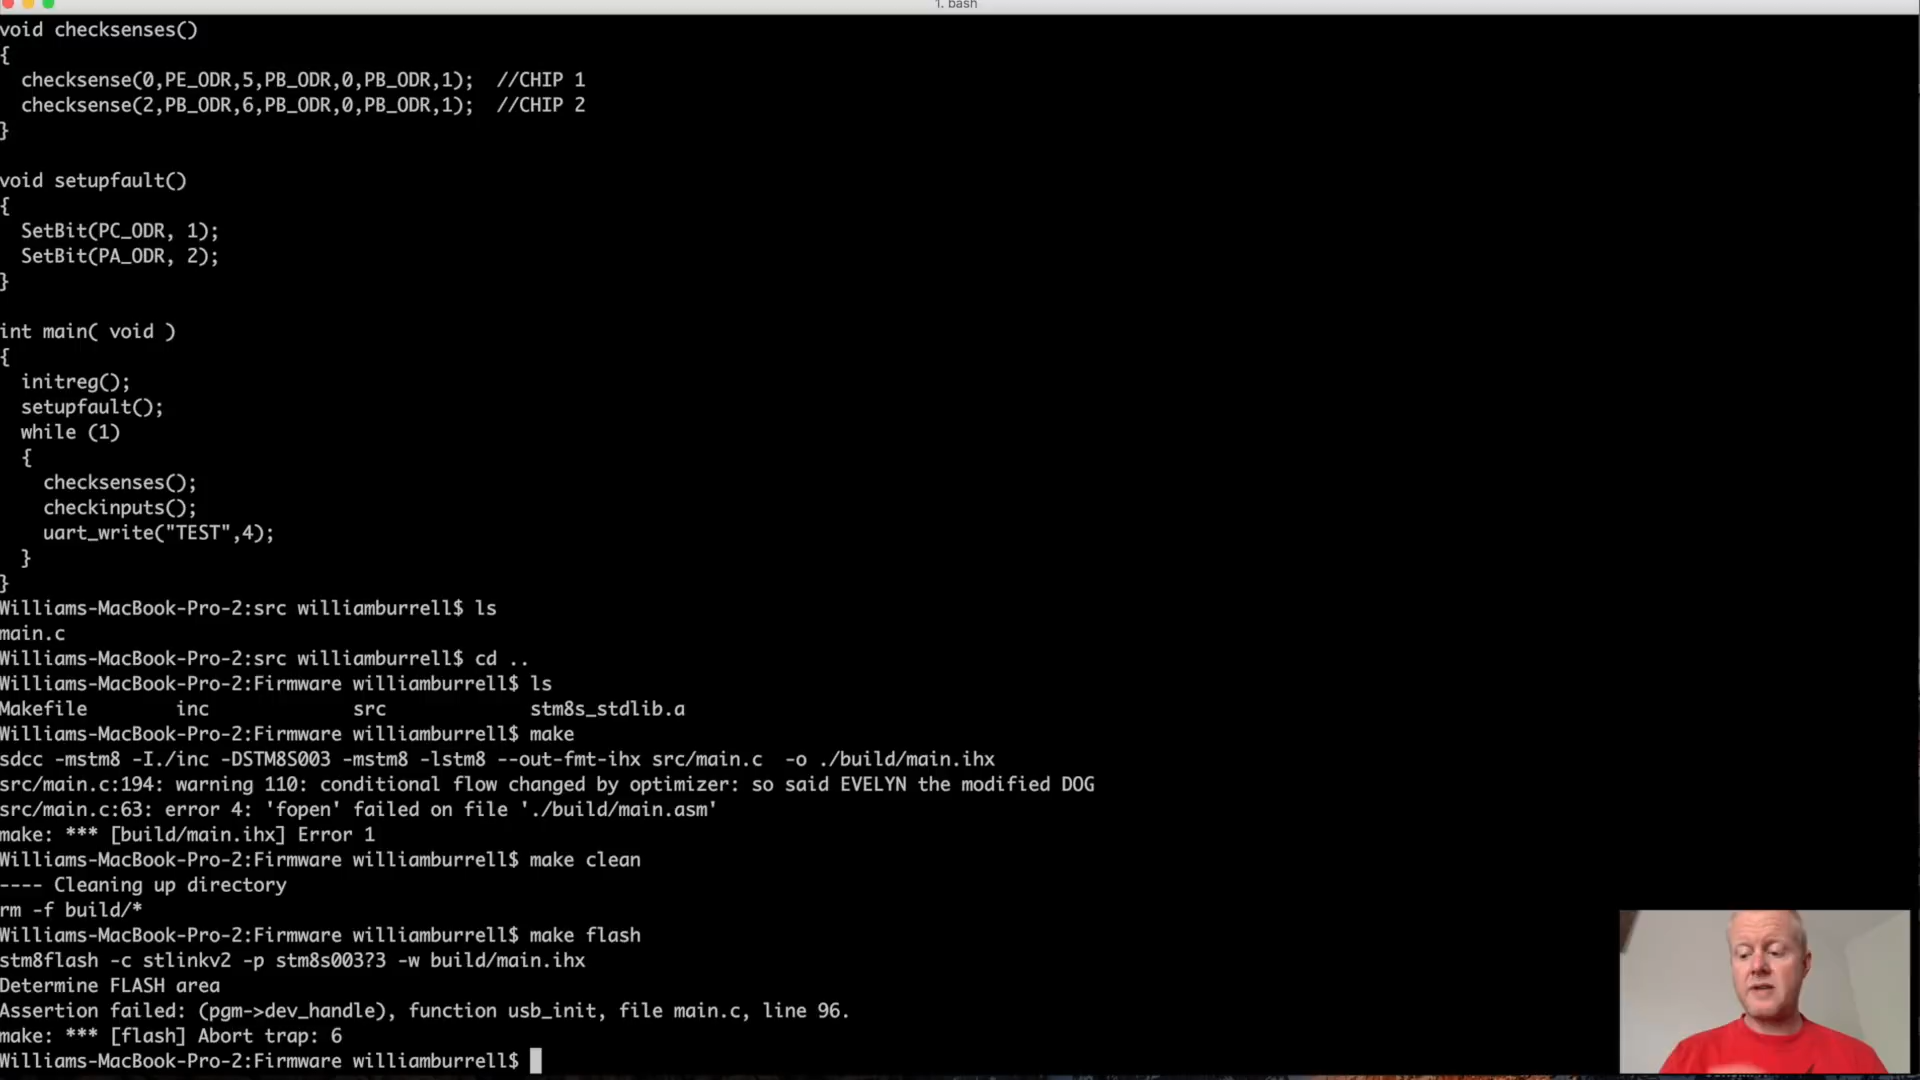 1. bash
void checksenses()
{
  checksense(0,PE_ODR,5,PB_ODR,0,PB_ODR,1);  //CHIP 1
  checksense(2,PB_ODR,6,PB_ODR,0,PB_ODR,1);  //CHIP 2
}
void setupfault()
{
  SetBit(PC_ODR, 1);
  SetBit(PA_ODR, 2);
}
int main( void )
{
  initreg();
  setupfault();
  while (1)
  {
    checksenses();
    checkinputs();
    uart_write("TEST",4);
  }
}
Williams-MacBook-Pro-2:src williamburrell$ ls
main.c
Williams-MacBook-Pro-2:src williamburrell$ cd ..
Williams-MacBook-Pro-2:Firmware williamburrell$ ls
Makefile        inc             src             stm8s_stdlib.a
Williams-MacBook-Pro-2:Firmware williamburrell$ make
sdcc -mstm8 -I./inc -DSTM8S003 -mstm8 -lstm8 --out-fmt-ihx src/main.c  -o ./build/main.ihx
src/main.c:194: warning 110: conditional flow changed by optimizer: so said EVELYN the modified DOG
src/main.c:63: error 4: 'fopen' failed on file './build/main.asm'
make: *** [build/main.ihx] Error 1
Williams-MacBook-Pro-2:Firmware williamburrell$ make clean
---- Cleaning up directory
rm -f build/*
Williams-MacBook-Pro-2:Firmware williamburrell$ make flash
stm8flash -c stlinkv2 -p stm8s003?3 -w build/main.ihx
Determine FLASH area
Assertion failed: (pgm->dev_handle), function usb_init, file main.c, line 96.
make: *** [flash] Abort trap: 6
Williams-MacBook-Pro-2:Firmware williamburrell$